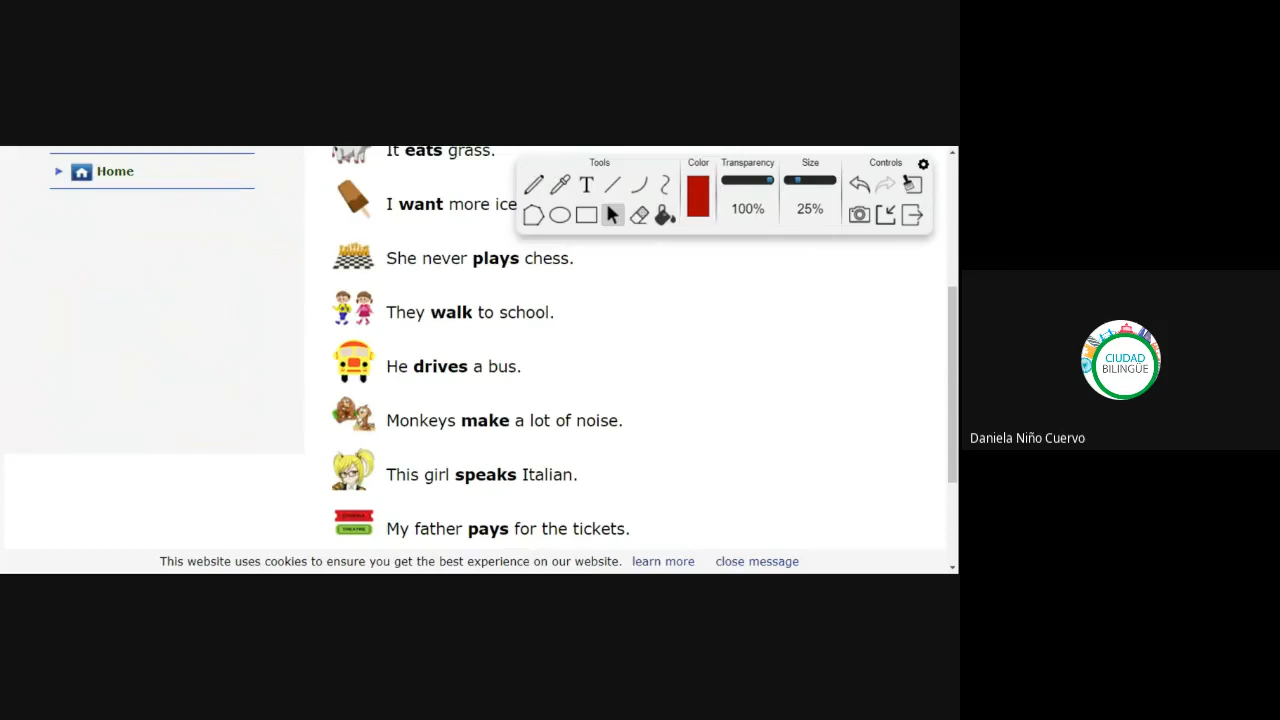 Home
It eats grass.
I want more ice
She never plays chess.
They walk to school.
He drives a bus.
Monkeys make a lot of noise.
This girl speaks Italian.
My father pays for the tickets.
Tools
Color
Transparency
Size
Controls
T
100%
25%
This website uses cookies to ensure you get the best experience on our website. learn more close message
CIUDAD
BILINGÜE
Daniela Niño Cuervo